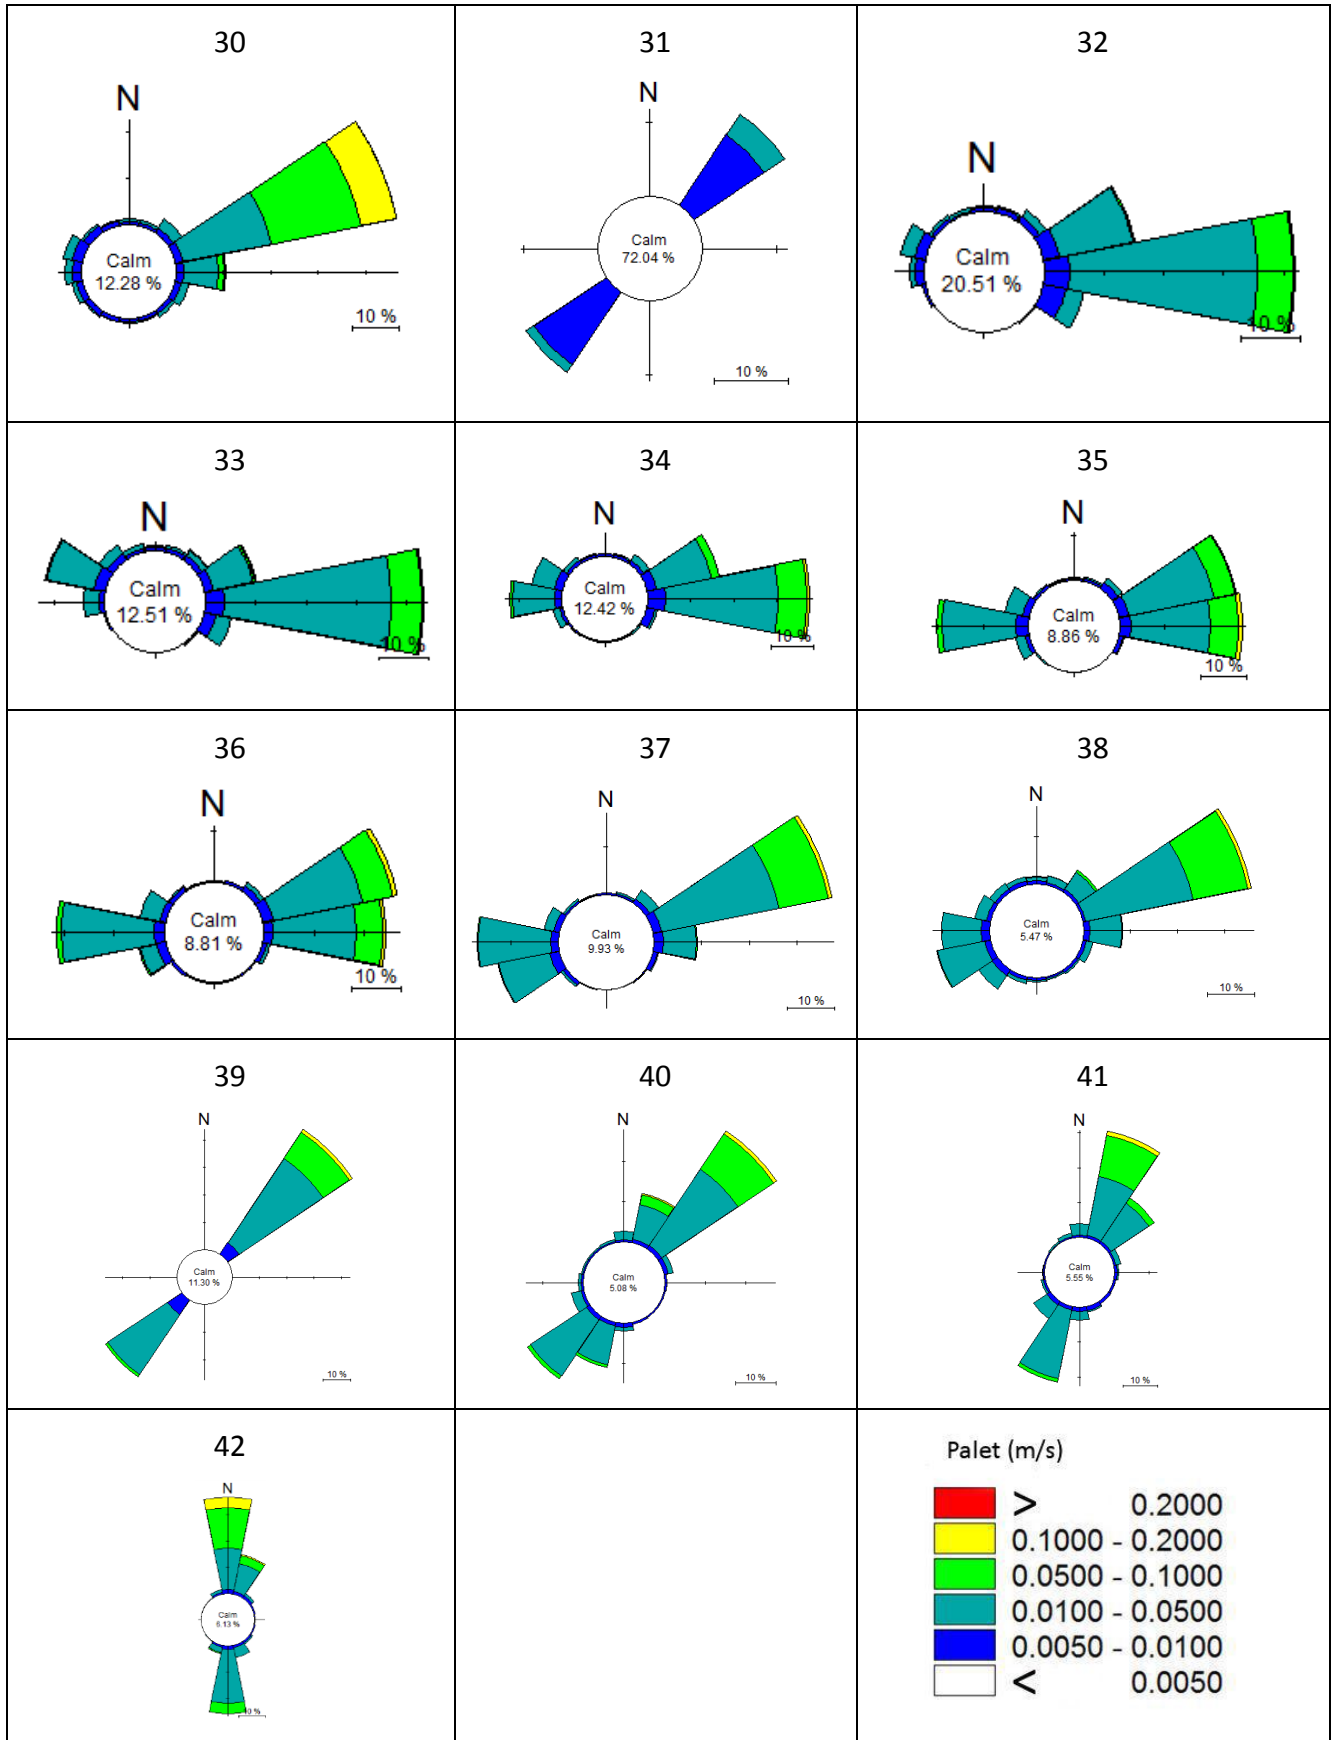 30
N
Calm
12.28 %
10 %
31
N
Calm
72.04 %
10 %
32
N
Calm
20.51 %
10 %
33
N
Calm
12.51 %
10 %
34
N
Calm
12.42 %
10 %
35
N
Calm
8.86 %
10 %
36
N
Calm
8.81 %
10 %
37
N
Calm
9.93 %
10 %
38
N
Calm
5.47 %
10 %
39
N
Calm
11.30 %
10 %
40
N
Calm
5.08 %
10 %
41
N
Calm
5.55 %
10 %
42
N
Calm
6.13 %
10 %
Palet (m/s)
> 0.2000
0.1000 - 0.2000
0.0500 - 0.1000
0.0100 - 0.0500
0.0050 - 0.0100
< 0.0050